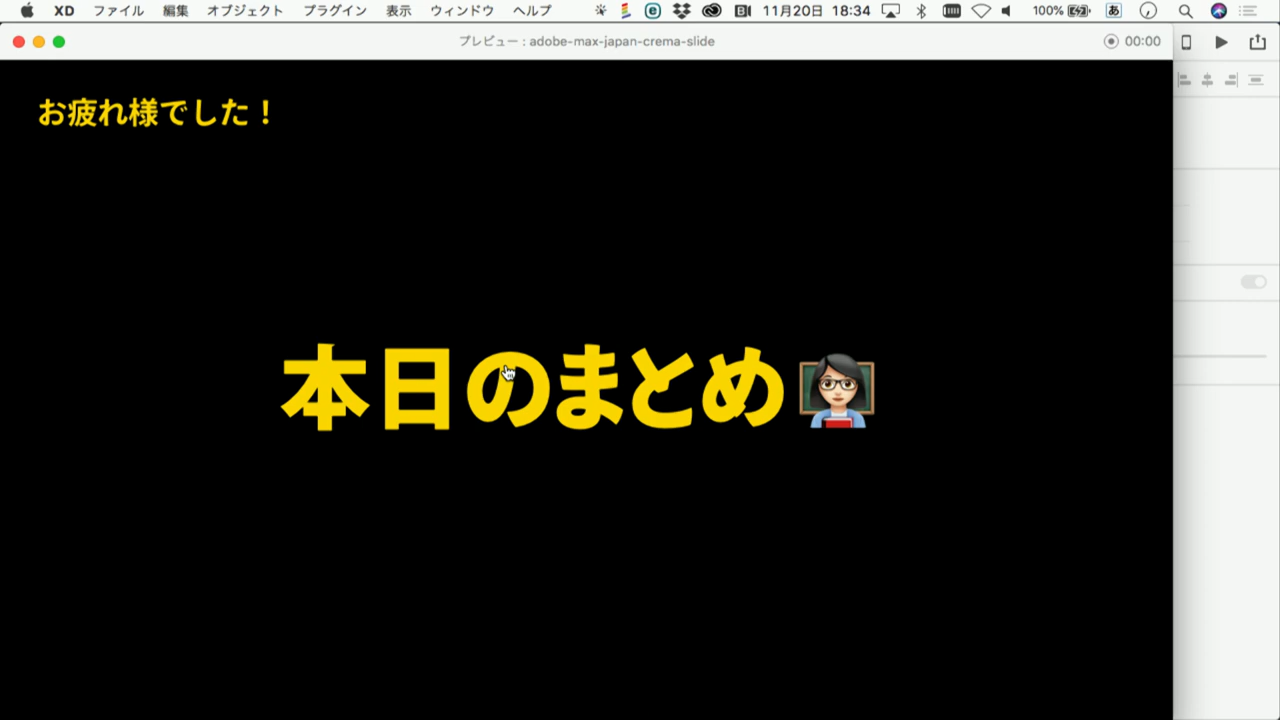 XD ファイル 編集 オブジェクト プラグイン 表示 ウィンドウ ヘルプ 11月20日 18:34 100% あ
プレビュー：adobe-max-japan-crema-slide 00:00
お疲れ様でした！
本日のまとめ